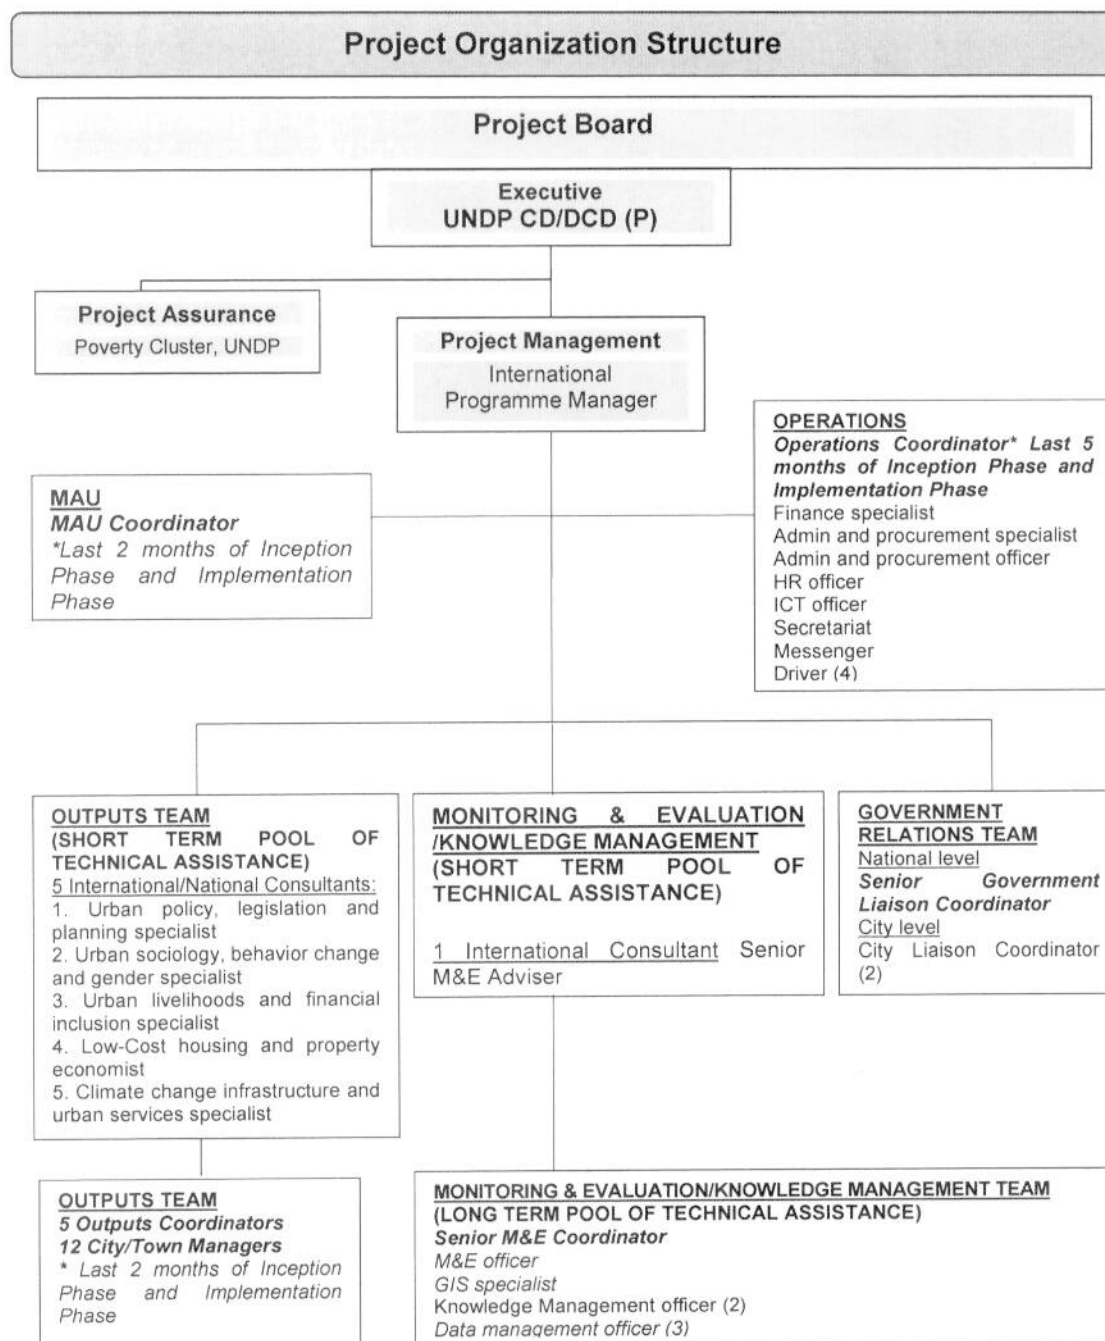 Project Organization Structure
Project Board
Executive
UNDP CD/DCD (P)
Project Assurance
Poverty Cluster, UNDP
Project Management
International
Programme Manager
OPERATIONS
Operations Coordinator* Last 5
months of Inception Phase and
Implementation Phase
Finance specialist
Admin and procurement specialist
Admin and procurement officer
HR officer
ICT officer
Secretariat
Messenger
Driver (4)
MAU
MAU Coordinator
*Last 2 months of Inception
Phase and Implementation
Phase
OUTPUTS TEAM
(SHORT TERM POOL OF
TECHNICAL ASSISTANCE)
5 International/National Consultants:
1. Urban policy, legislation and
planning specialist
2. Urban sociology, behavior change
and gender specialist
3. Urban livelihoods and financial
inclusion specialist
4. Low-Cost housing and property
economist
5. Climate change infrastructure and
urban services specialist
MONITORING & EVALUATION
/KNOWLEDGE MANAGEMENT
(SHORT TERM POOL OF
TECHNICAL ASSISTANCE)
1 International Consultant Senior
M&E Adviser
GOVERNMENT
RELATIONS TEAM
National level
Senior Government
Liaison Coordinator
City level
City Liaison Coordinator
(2)
OUTPUTS TEAM
5 Outputs Coordinators
12 City/Town Managers
* Last 2 months of Inception
Phase and Implementation
Phase
MONITORING & EVALUATION/KNOWLEDGE MANAGEMENT TEAM
(LONG TERM POOL OF TECHNICAL ASSISTANCE)
Senior M&E Coordinator
M&E officer
GIS specialist
Knowledge Management officer (2)
Data management officer (3)